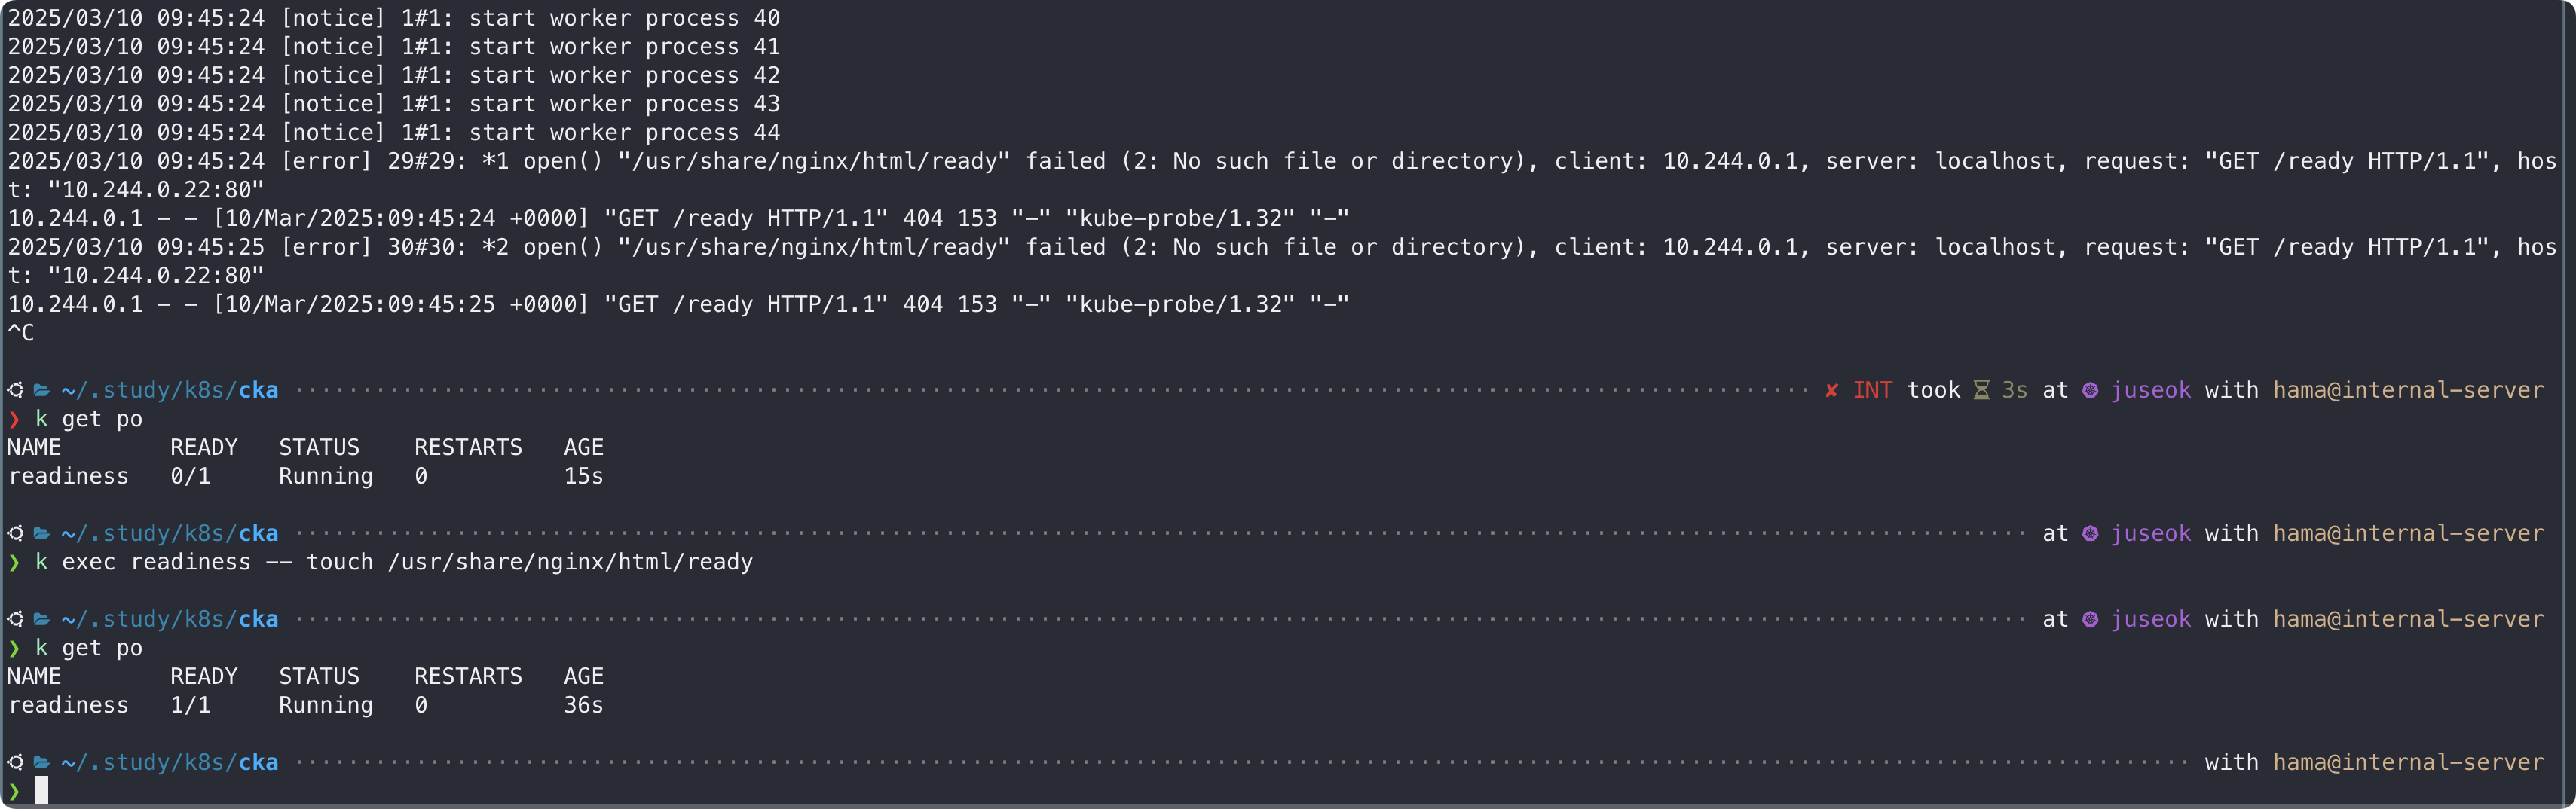 2025/03/10 09:45:24 [notice] 1#1: start worker process 40
2025/03/10 09:45:24 [notice] 1#1: start worker process 41
2025/03/10 09:45:24 [notice] 1#1: start worker process 42
2025/03/10 09:45:24 [notice] 1#1: start worker process 43
2025/03/10 09:45:24 [notice] 1#1: start worker process 44
2025/03/10 09:45:24 [error] 29#29: *1 open() "/usr/share/nginx/html/ready" failed (2: No such file or directory), client: 10.244.0.1, server: localhost, request: "GET /ready HTTP/1.1", hos
t: "10.244.0.22:80"
10.244.0.1 - - [10/Mar/2025:09:45:24 +0000] "GET /ready HTTP/1.1" 404 153 "-" "kube-probe/1.32" "-"
2025/03/10 09:45:25 [error] 30#30: *2 open() "/usr/share/nginx/html/ready" failed (2: No such file or directory), client: 10.244.0.1, server: localhost, request: "GET /ready HTTP/1.1", hos
t: "10.244.0.22:80"
10.244.0.1 - - [10/Mar/2025:09:45:25 +0000] "GET /ready HTTP/1.1" 404 153 "-" "kube-probe/1.32" "-"
^C
~/.study/k8s/cka ✘ INT took 3s at juseok with hama@internal-server
❯ k get po
NAME READY STATUS RESTARTS AGE
readiness 0/1 Running 0 15s
~/.study/k8s/cka at juseok with hama@internal-server
❯ k exec readiness -- touch /usr/share/nginx/html/ready
~/.study/k8s/cka at juseok with hama@internal-server
❯ k get po
NAME READY STATUS RESTARTS AGE
readiness 1/1 Running 0 36s
~/.study/k8s/cka with hama@internal-server
❯